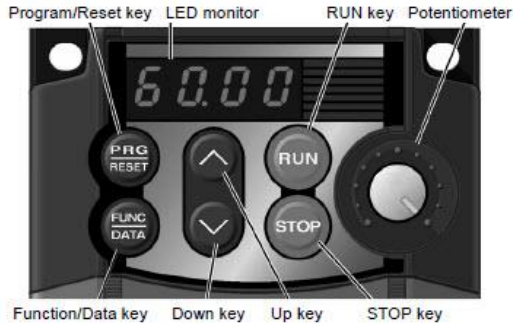 Program/Reset key LED monitor RUN key Potentiometer
60.00
PRG
RESET
RUN
FUNC
DATA
STOP
Function/Data key Down key Up key STOP key